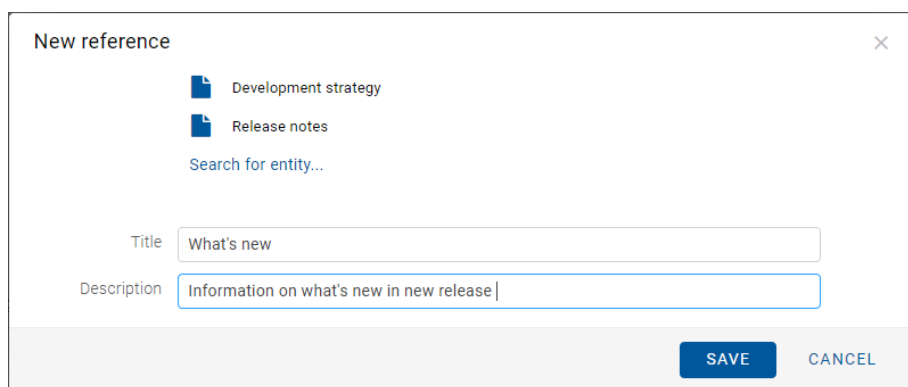 New reference
Development strategy
Release notes
Search for entity...
Title What's new
Description Information on what's new in new release
SAVE CANCEL